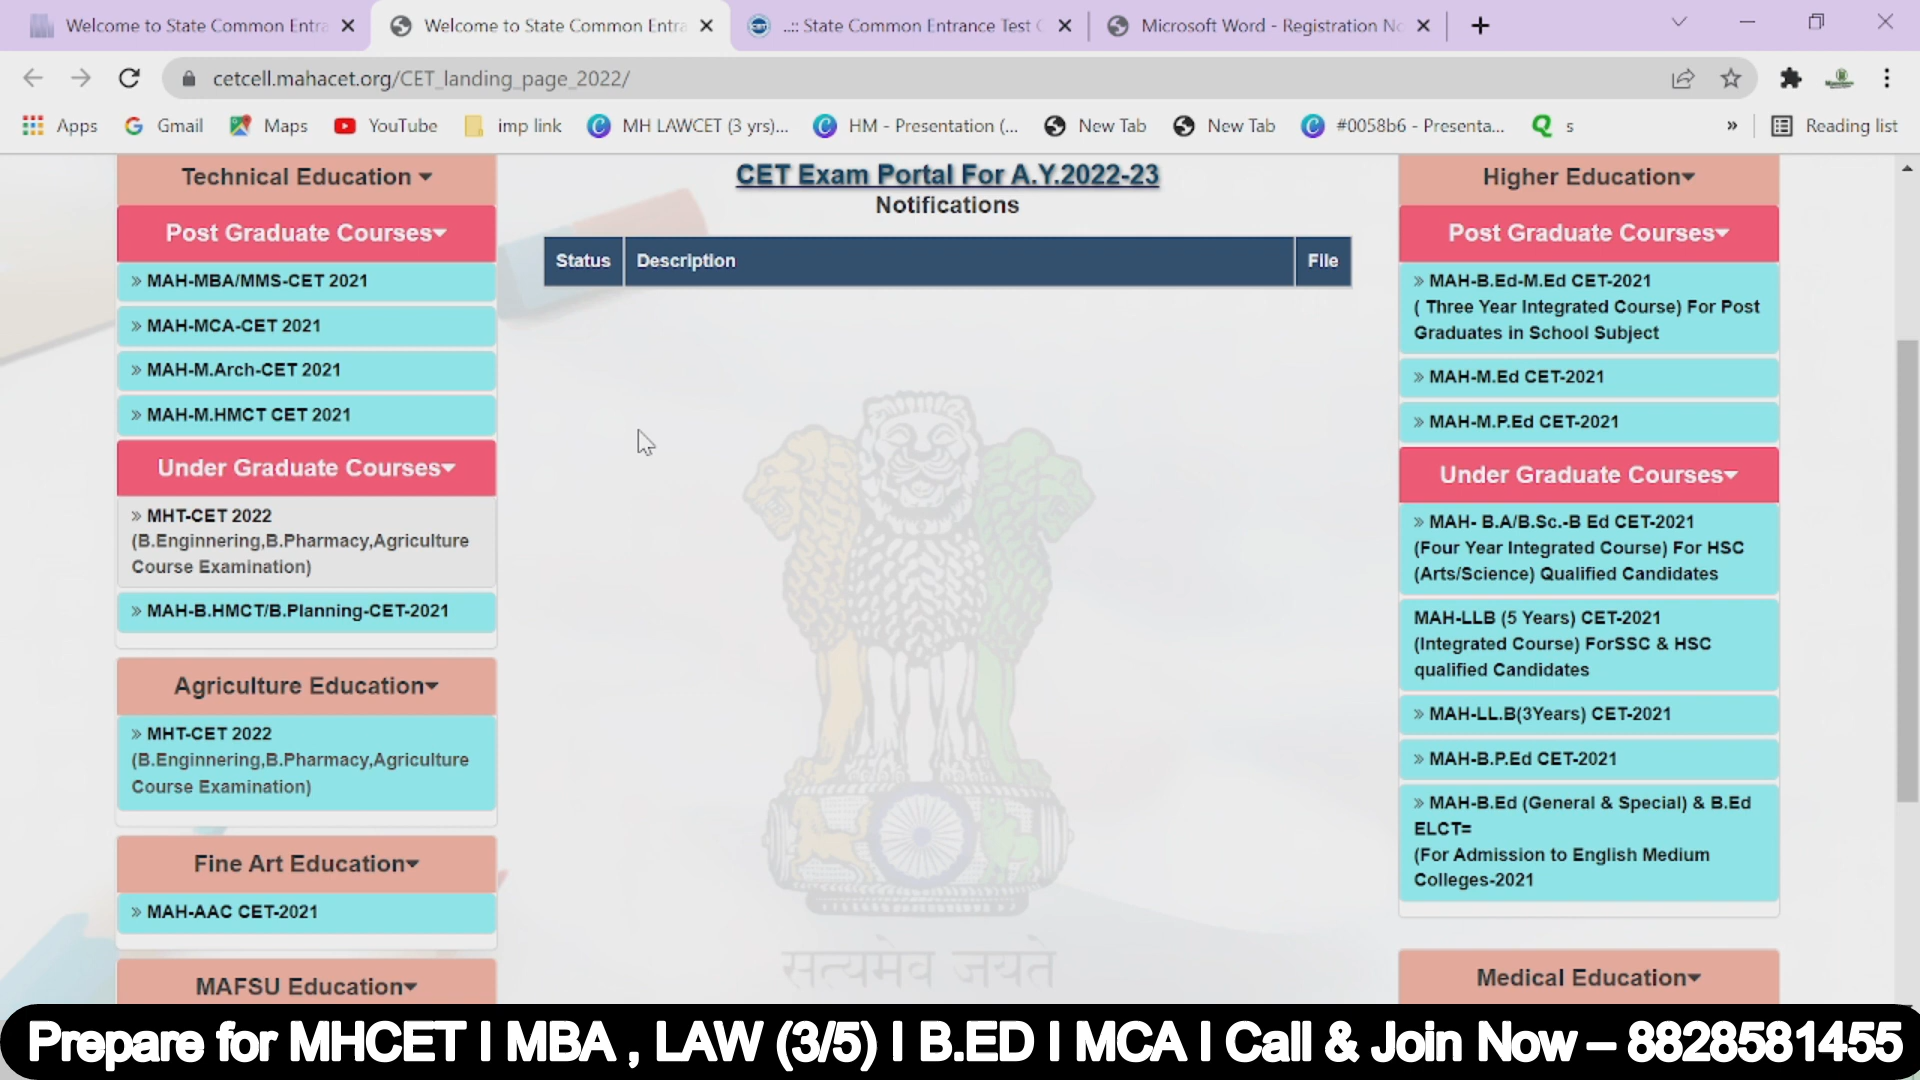 Welcome to State Common Entra
Welcome to State Common Entra
..:: State Common Entrance Test C
Microsoft Word - Registration No
cetcell.mahacet.org/CET_landing_page_2022/
Apps
Gmail
Maps
YouTube
imp link
MH LAWCET (3 yrs)...
HM - Presentation (...
New Tab
New Tab
#0058b6 - Presenta...
s
»
Reading list
Technical Education
Post Graduate Courses
» MAH-MBA/MMS-CET 2021
» MAH-MCA-CET 2021
» MAH-M.Arch-CET 2021
» MAH-M.HMCT CET 2021
Under Graduate Courses
» MHT-CET 2022
(B.Enginnering,B.Pharmacy,Agriculture
Course Examination)
» MAH-B.HMCT/B.Planning-CET-2021
Agriculture Education
» MHT-CET 2022
(B.Enginnering,B.Pharmacy,Agriculture
Course Examination)
Fine Art Education
» MAH-AAC CET-2021
MAFSU Education
CET Exam Portal For A.Y.2022-23
Notifications
Status Description File
सत्यमेव जयते
Higher Education
Post Graduate Courses
» MAH-B.Ed-M.Ed CET-2021
( Three Year Integrated Course) For Post
Graduates in School Subject
» MAH-M.Ed CET-2021
» MAH-M.P.Ed CET-2021
Under Graduate Courses
» MAH- B.A/B.Sc.-B Ed CET-2021
(Four Year Integrated Course) For HSC
(Arts/Science) Qualified Candidates
MAH-LLB (5 Years) CET-2021
(Integrated Course) ForSSC & HSC
qualified Candidates
» MAH-LL.B(3Years) CET-2021
» MAH-B.P.Ed CET-2021
» MAH-B.Ed (General & Special) & B.Ed
ELCT=
(For Admission to English Medium
Colleges-2021
Medical Education
Prepare for MHCET I MBA , LAW (3/5) I B.ED I MCA I Call & Join Now – 8828581455